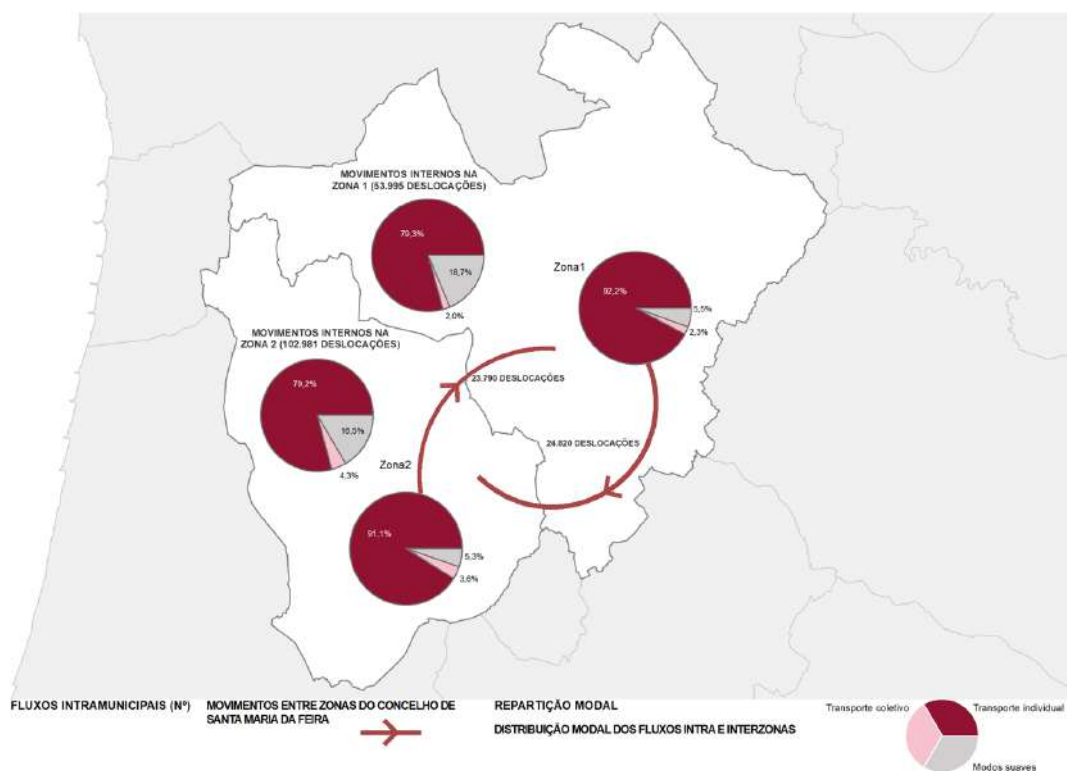 MOVIMENTOS INTERNOS NA
ZONA 1 (53.995 DESLOCAÇÕES)
79,3%
18,7%
2,0%
Zona1
92,2%
5,5%
2,3%
MOVIMENTOS INTERNOS NA
ZONA 2 (102.981 DESLOCAÇÕES)
79,2%
16,5%
4,3%
23.790 DESLOCAÇÕES
24.820 DESLOCAÇÕES
Zona2
91,1%
5,3%
3,6%
FLUXOS INTRAMUNICIPAIS (Nº)
MOVIMENTOS ENTRE ZONAS DO CONCELHO DE
SANTA MARIA DA FEIRA
REPARTIÇÃO MODAL
DISTRIBUIÇÃO MODAL DOS FLUXOS INTRA E INTERZONAS
Transporte coletivo
Transporte individual
Modos suaves